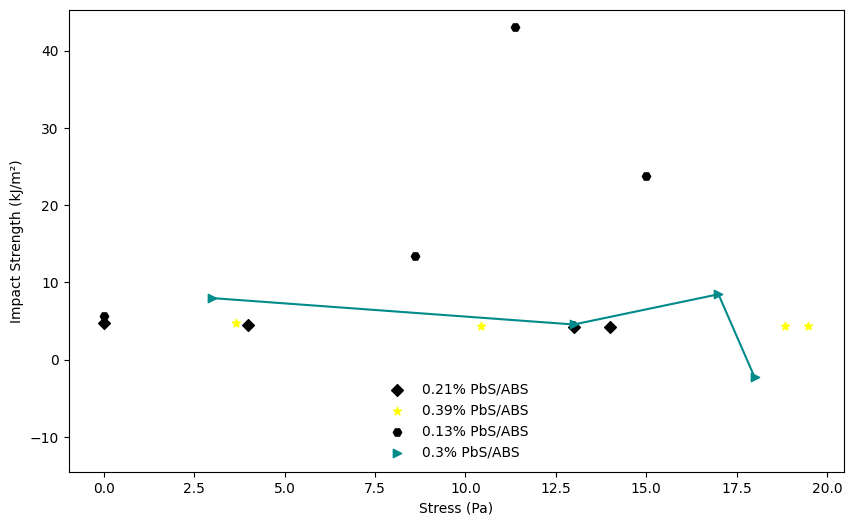 40
30
20
10
0
−10
Impact Strength (kJ/m²)
0.21% PbS/ABS
0.39% PbS/ABS
0.13% PbS/ABS
0.3% PbS/ABS
0.0 2.5 5.0 7.5 10.0 12.5 15.0 17.5 20.0
Stress (Pa)